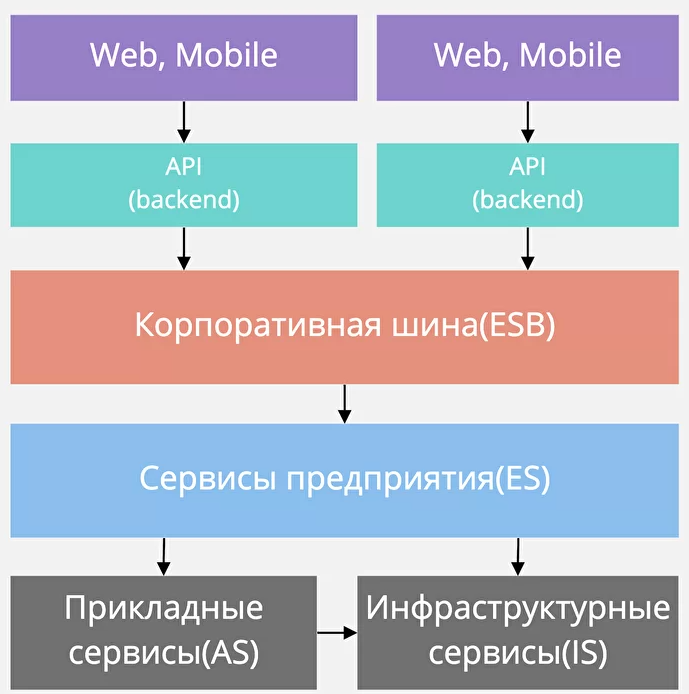 Web, Mobile
Web, Mobile
API
(backend)
API
(backend)
Корпоративная шина(ESB)
Сервисы предприятия(ES)
Прикладные
сервисы(AS)
Инфраструктурные
сервисы(IS)